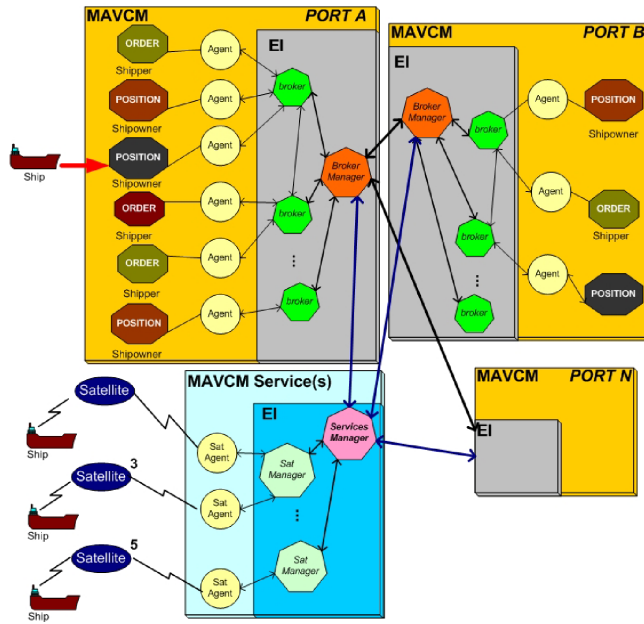 MAVCM
PORT A
EI
ORDER
Shipper
Agent
POSITION
Shipowner
Agent
POSITION
Shipowner
Agent
ORDER
Shipper
Agent
ORDER
Shipper
Agent
POSITION
Shipowner
Agent
broker
broker
...
broker
Broker
Manager
Ship
MAVCM
PORT B
EI
Broker
Manager
broker
broker
...
broker
Agent
POSITION
Shipowner
Agent
ORDER
Shipper
Agent
POSITION
MAVCM Service(s)
EI
Services
Manager
Sat
Manager
...
Sat
Manager
Sat
Agent
Sat
Agent
Sat
Agent
Satellite
Ship
Satellite
3
Ship
Satellite
5
Ship
MAVCM
PORT N
EI